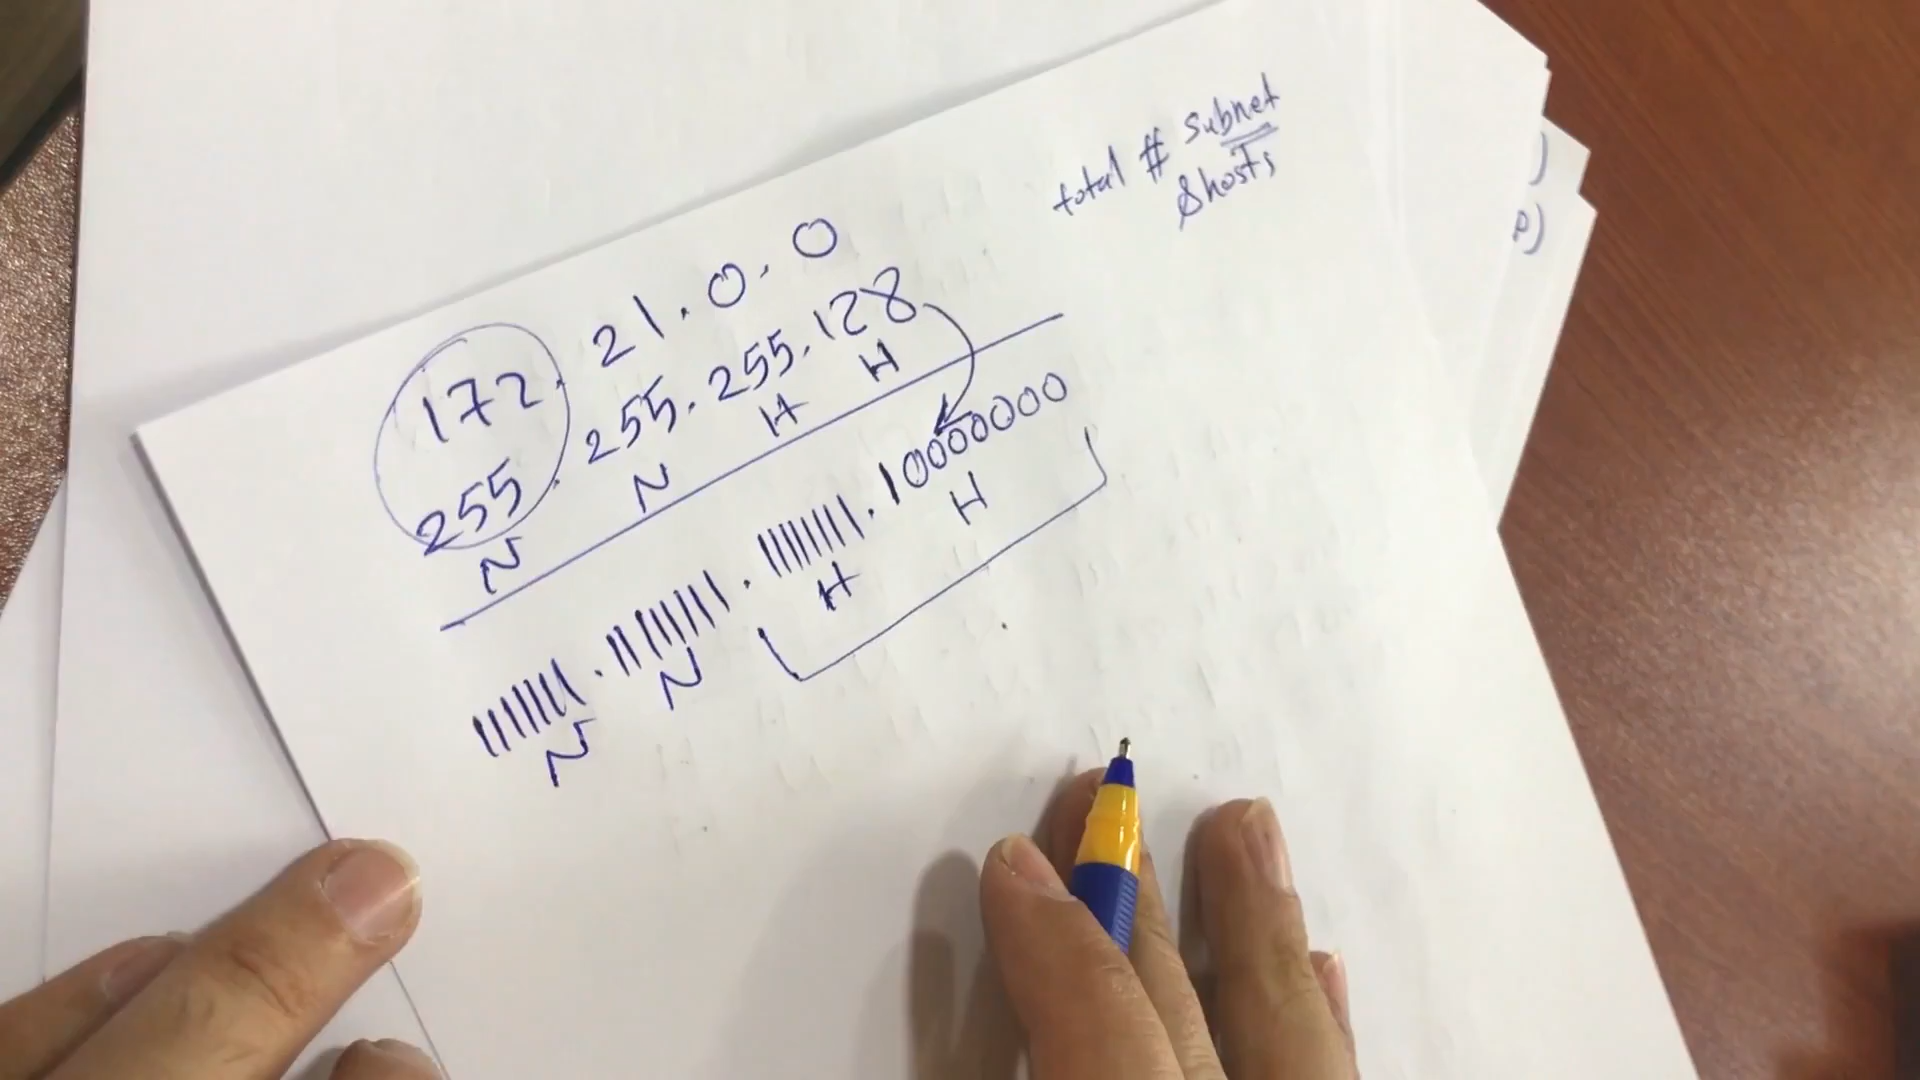 total # subnet
& hosts
172.21.0.0
255.255.255.128
N N H H
11111111.11111111.11111111.10000000
N N H H